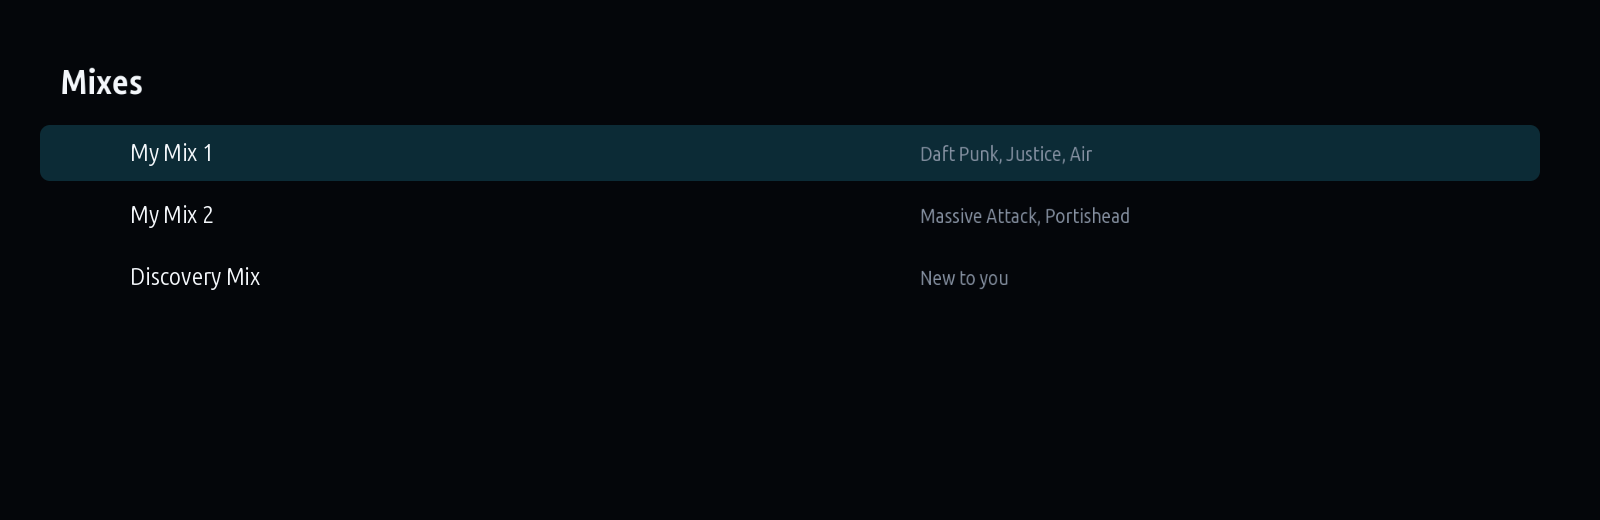 Mixes
My Mix 1 Daft Punk, Justice, Air
My Mix 2 Massive Attack, Portishead
Discovery Mix New to you